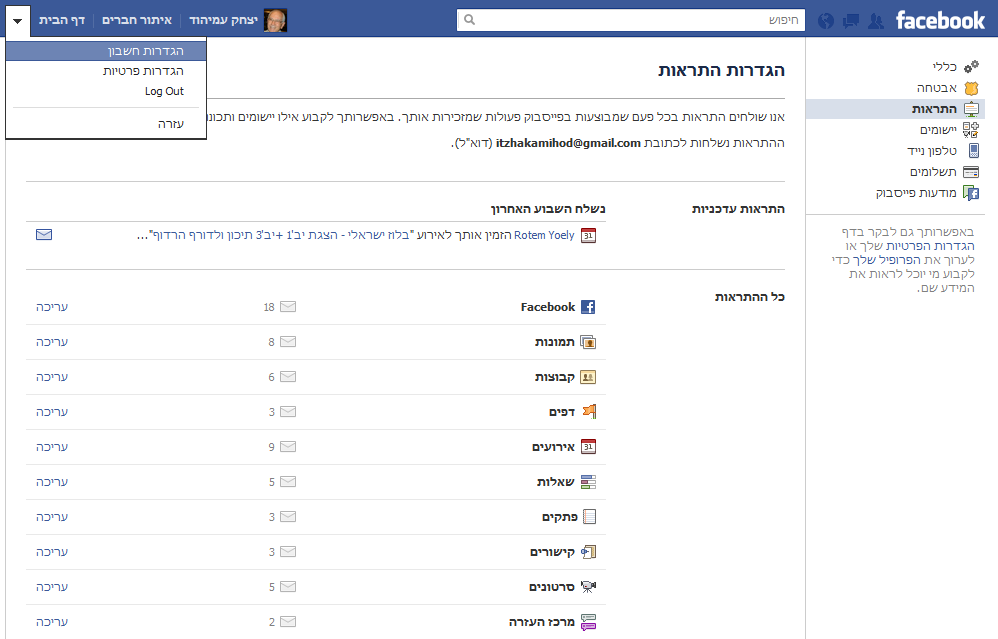 facebook
חיפוש
יצחק עמיהוד
איתור חברים
דף הבית
הגדרות חשבון
הגדרות פרטיות
Log Out
עזרה
כללי
אבטחה
התראות
יישומים
טלפון נייד
תשלומים
מודעות פייסבוק
באפשרותך גם לבקר בדף
הגדרות הפרטיות שלך או
לערוך את הפרופיל שלך כדי
לקבוע מי יוכל לראות את
המידע שם.
הגדרות התראות
אנו שולחים התראות בכל פעם שמבוצעות בפייסבוק פעולות שמזכירות אותך. באפשרותך לקבוע אילו יישומים ותכונ
ההתראות נשלחות לכתובת itzhakamihod@gmail.com (דוא"ל).
התראות עדכניות
נשלח השבוע האחרון
31 Rotem Yoely הזמין אותך לאירוע "בלוז ישראלי - הצגת יב'1 +יב'3 תיכון ולדורף הרדוף"...
כל ההתראות
Facebook 18 עריכה
תמונות 8 עריכה
קבוצות 6 עריכה
דפים 3 עריכה
31 אירועים 9 עריכה
שאלות 5 עריכה
פתקים 3 עריכה
קישורים 3 עריכה
סרטונים 5 עריכה
מרכז העזרה 2 עריכה